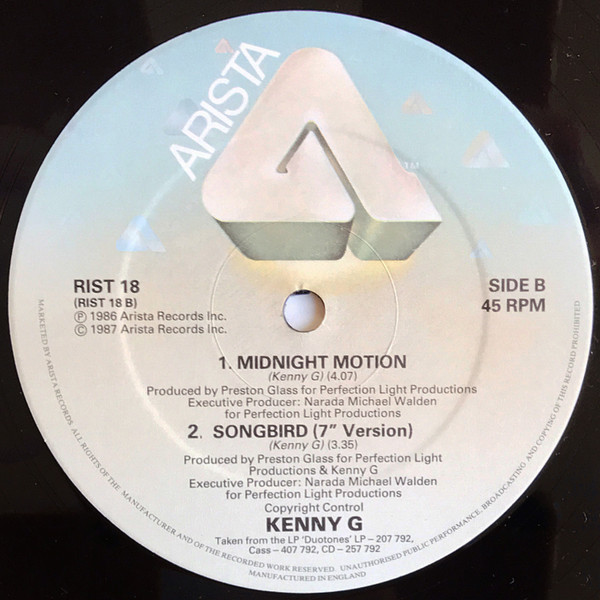 ARISTA
TM
RIST 18
(RIST 18 B)
℗ 1986 Arista Records Inc.
© 1987 Arista Records Inc.
SIDE B
45 RPM
1. MIDNIGHT MOTION
(Kenny G) (4.07)
Produced by Preston Glass for Perfection Light Productions
Executive Producer: Narada Michael Walden
for Perfection Light Productions
2. SONGBIRD (7" Version)
(Kenny G) (3.35)
Produced by Preston Glass for Perfection Light
Productions & Kenny G
Executive Producer: Narada Michael Walden
for Perfection Light Productions
Copyright Control
KENNY G
Taken from the LP 'Duotones' LP – 207 792,
Cass – 407 792, CD – 257 792
MARKETED BY ARISTA RECORDS. ALL RIGHTS OF THE MANUFACTURER AND OF THE RECORDED WORK RESERVED. UNAUTHORISED PUBLIC PERFORMANCE, BROADCASTING AND COPYING OF THIS RECORD PROHIBITED
MANUFACTURED IN ENGLAND